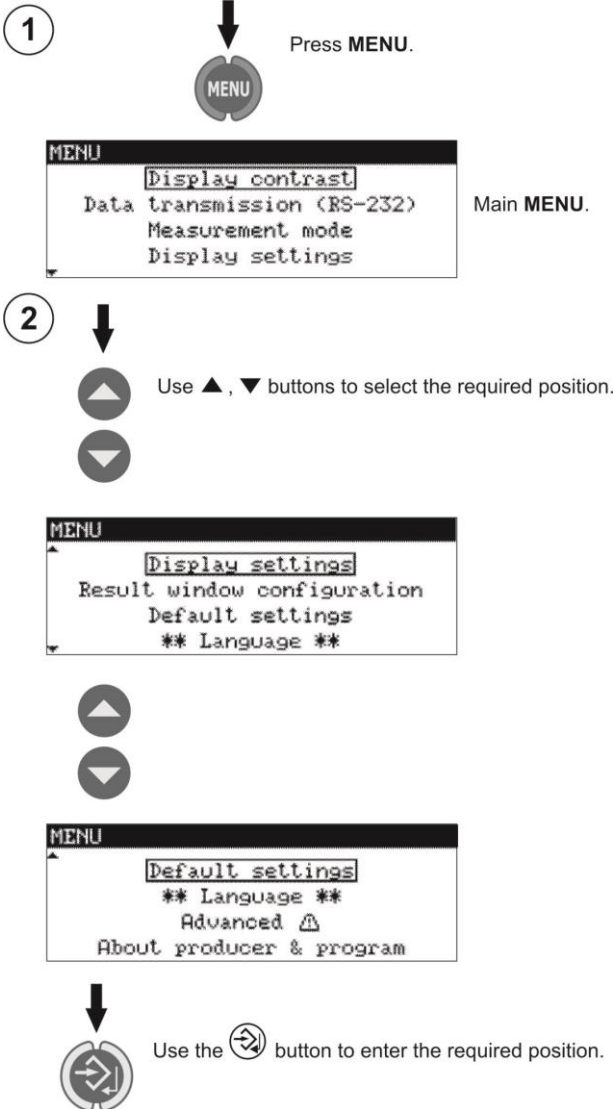 1
Press MENU.
MENU
MENU
Display contrast
Data transmission (RS-232)
Measurement mode
Display settings
Main MENU.
2
Use ▲ , ▼ buttons to select the required position.
MENU
Display settings
Result window configuration
Default settings
** Language **
MENU
Default settings
** Language **
Advanced ⚠
About producer & program
Use the button to enter the required position.